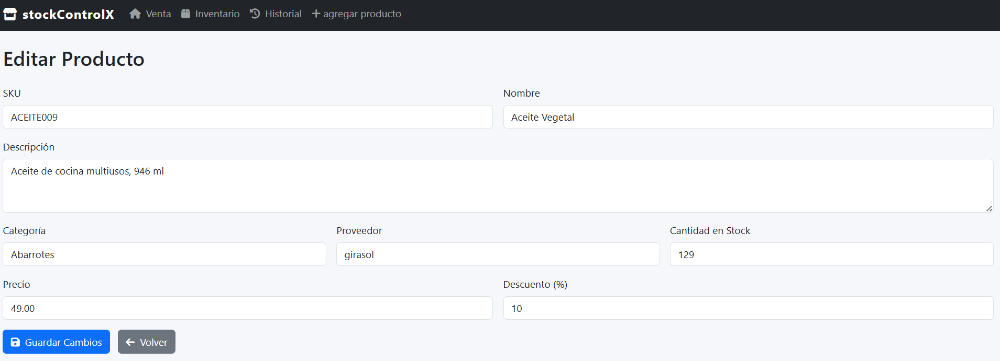 stockControlX Venta Inventario Historial + agregar producto
Editar Producto
SKU Nombre
ACEITE009 Aceite Vegetal
Descripción
Aceite de cocina multiusos, 946 ml
Categoría Proveedor Cantidad en Stock
Abarrotes girasol 129
Precio Descuento (%)
49.00 10
Guardar Cambios Volver